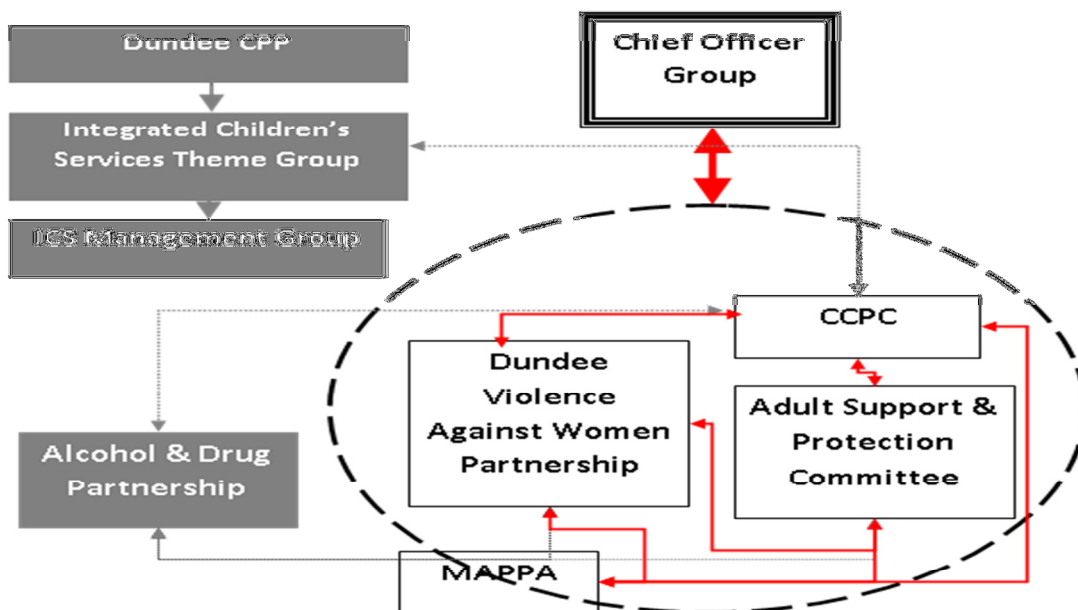 Dundee CPP
Integrated Children's
Services Theme Group
ICS Management Group
Chief Officer
Group
CCPC
Dundee
Violence
Against Women
Partnership
Adult Support &
Protection
Committee
Alcohol & Drug
Partnership
MAPPA